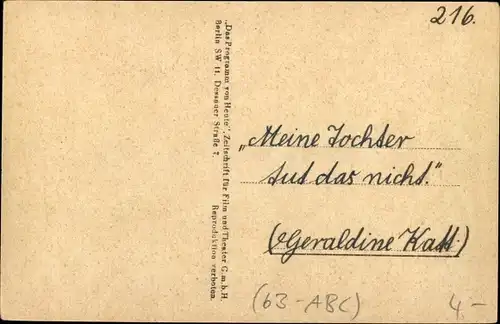 216.
„Das Programm von Heute“, Zeitschrift für Film und Theater G.m.b.H.
Berlin SW 11, Dessauer Straße 7.
Reproduktion verboten.
„Meine Tochter
tut das nicht.“
(Geraldine Katt.)
(63-ABC)
4.-